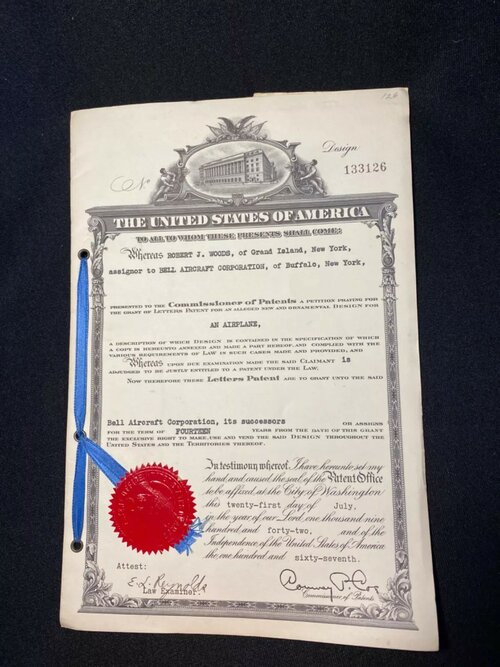 124
Design
No
133126
THE UNITED STATES OF AMERICA
TO ALL TO WHOM THESE PRESENTS SHALL COME:
Whereas ROBERT J. WOODS, of Grand Island, New York,
assignor to BELL AIRCRAFT CORPORATION, of Buffalo, New York,
PRESENTED TO THE Commissioner of Patents A PETITION PRAYING FOR
THE GRANT OF LETTERS PATENT FOR AN ALLEGED NEW AND ORNAMENTAL DESIGN FOR
AN AIRPLANE,
A DESCRIPTION OF WHICH DESIGN IS CONTAINED IN THE SPECIFICATION OF WHICH
A COPY IS HEREUNTO ANNEXED AND MADE A PART HEREOF, AND COMPLIED WITH THE
VARIOUS REQUIREMENTS OF LAW IN SUCH CASES MADE AND PROVIDED, AND
Whereas UPON DUE EXAMINATION MADE THE SAID CLAIMANT is
ADJUDGED TO BE JUSTLY ENTITLED TO A PATENT UNDER THE LAW.
NOW THEREFORE THESE Letters Patent ARE TO GRANT UNTO THE SAID
Bell Aircraft Corporation, its successors OR ASSIGNS
FOR THE TERM OF FOURTEEN YEARS FROM THE DATE OF THIS GRANT
THE EXCLUSIVE RIGHT TO MAKE, USE AND VEND THE SAID DESIGN THROUGHOUT THE
UNITED STATES AND THE TERRITORIES THEREOF.
In testimony whereof, I have hereunto set my
hand and caused the seal of the Patent Office
to be affixed at the City of Washington
this twenty-first day of July,
in the year of our Lord one thousand nine
hundred and forty-two, and of the
Independence of the United States of America
the one hundred and sixty-seventh.
Attest:
E. L. Reynolds
Law Examiner.
Conway P. Coe
Commissioner of Patents